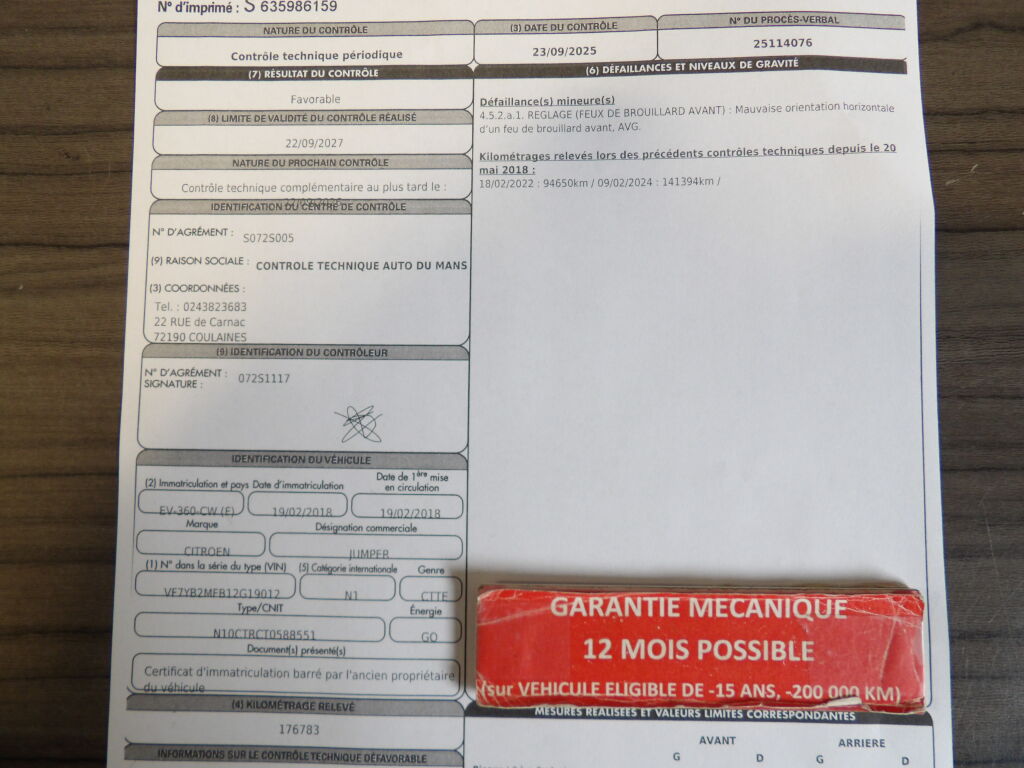 N° d'imprimé : S 635986159
NATURE DU CONTRÔLE
Contrôle technique périodique
(3) DATE DU CONTRÔLE
23/09/2025
N° DU PROCÈS-VERBAL
25114076
(7) RÉSULTAT DU CONTRÔLE
Favorable
(8) LIMITE DE VALIDITÉ DU CONTRÔLE RÉALISÉ
22/09/2027
NATURE DU PROCHAIN CONTRÔLE
Contrôle technique complémentaire au plus tard le :
IDENTIFICATION DU CENTRE DE CONTRÔLE
N° D'AGRÉMENT : S072S005
(9) RAISON SOCIALE : CONTROLE TECHNIQUE AUTO DU MANS
(3) COORDONNÉES :
Tel. : 0243823683
22 RUE de Carnac
72190 COULAINES
(9) IDENTIFICATION DU CONTRÔLEUR
N° D'AGRÉMENT : 072S1117
SIGNATURE :
IDENTIFICATION DU VÉHICULE
(2) Immatriculation et pays
EV-360-CW (F)
Date d'immatriculation
19/02/2018
Date de 1ère mise
en circulation
19/02/2018
Marque
CITROEN
Désignation commerciale
JUMPER
(1) N° dans la série du type (VIN)
VF7YB2MFB12G19012
(5) Catégorie internationale
N1
Genre
CTTE
Type/CNIT
N10CTRCT0588551
Énergie
GO
Document(s) présenté(s)
Certificat d'immatriculation barré par l'ancien propriétaire
du véhicule
(4) KILOMÉTRAGE RELEVÉ
176783
INFORMATIONS SUR LE CONTRÔLE TECHNIQUE DÉFAVORABLE
(6) DÉFAILLANCES ET NIVEAUX DE GRAVITÉ
Défaillance(s) mineure(s)
4.5.2.a.1. REGLAGE (FEUX DE BROUILLARD AVANT) : Mauvaise orientation horizontale
d'un feu de brouillard avant, AVG.
Kilométrages relevés lors des précédents contrôles techniques depuis le 20
mai 2018 :
18/02/2022 : 94650km / 09/02/2024 : 141394km /
GARANTIE MECANIQUE
12 MOIS POSSIBLE
(sur VEHICULE ELIGIBLE DE -15 ANS, -200 000 KM)
MESURES RÉALISÉES ET VALEURS LIMITES CORRESPONDANTES
AVANT ARRIERE
G D G D